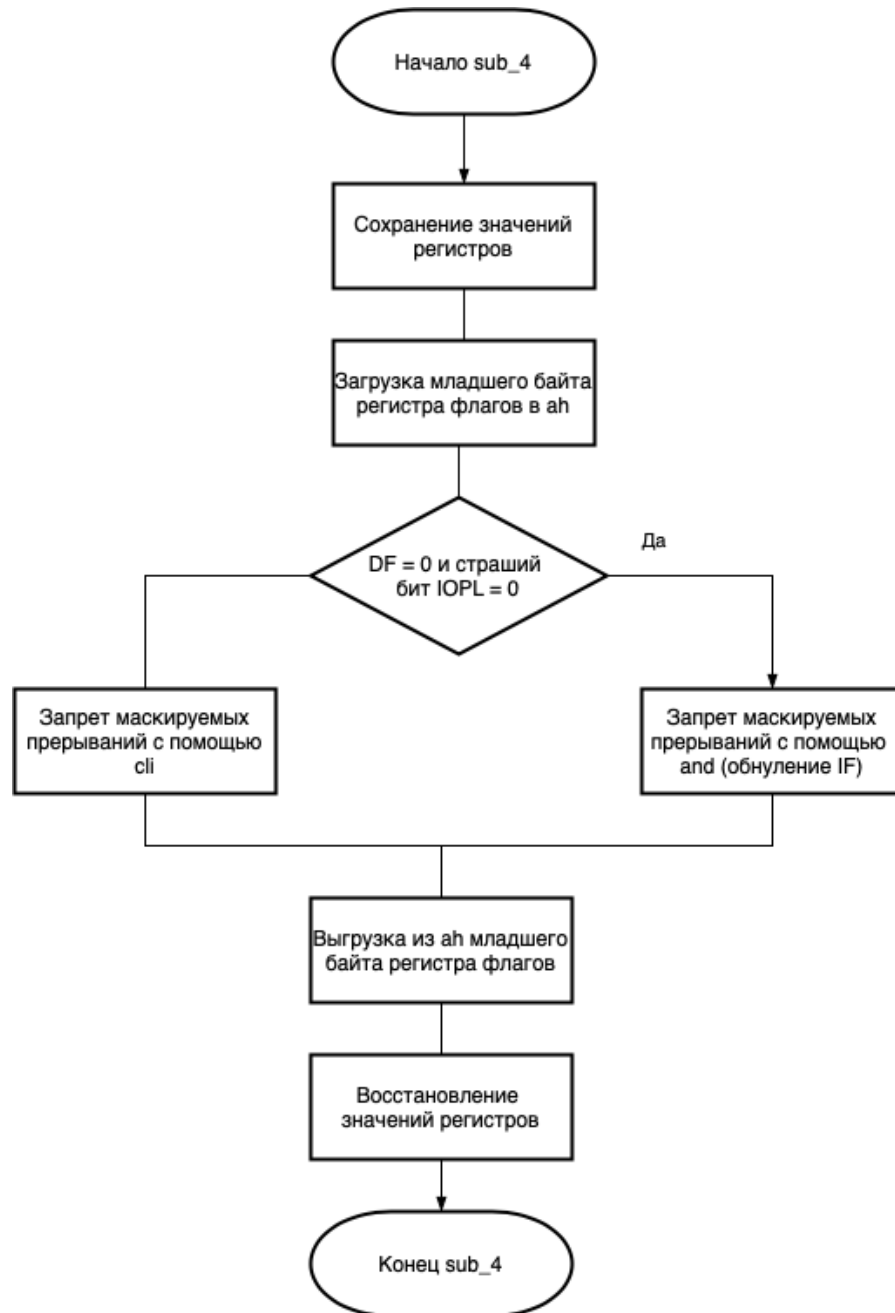 Начало sub_4
Сохранение значений
регистров
Загрузка младшего байта
регистра флагов в ah
Да
DF = 0 и страший
бит IOPL = 0
Запрет маскируемых
прерываний с помощью
cli
Запрет маскируемых
прерываний с помощью
and (обнуление IF)
Выгрузка из ah младшего
байта регистра флагов
Восстановление
значений регистров
Конец sub_4